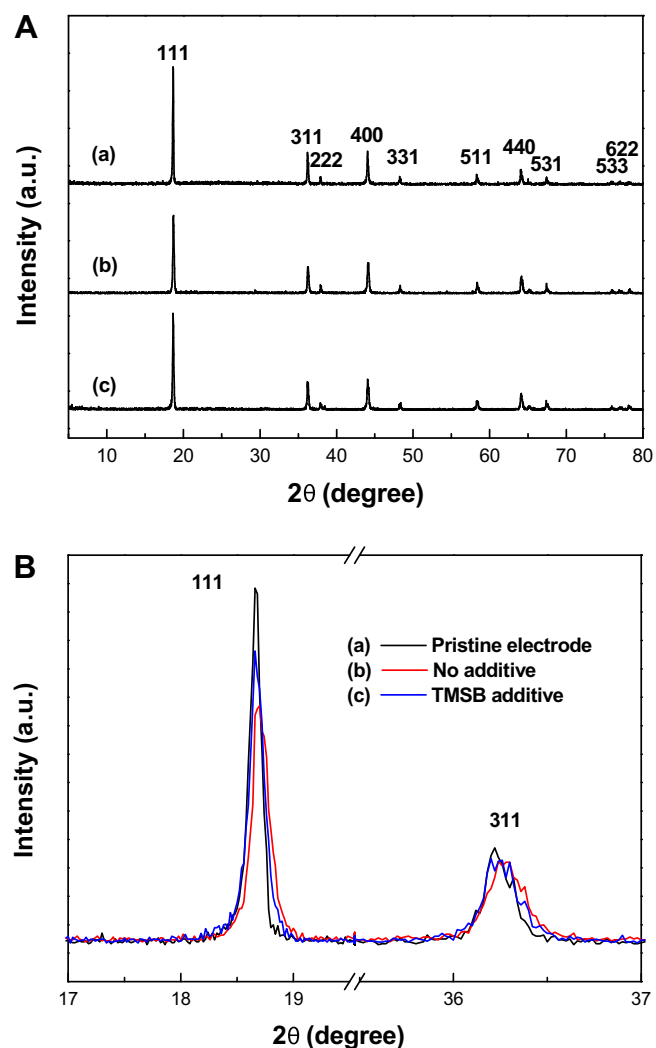 A
111
311
222
400
331
511
440
531
622
533
(a)
(b)
(c)
Intensity (a.u.)
10 20 30 40 50 60 70 80
2θ (degree)
B
111
311
(a) Pristine electrode
(b) No additive
(c) TMSB additive
Intensity (a.u.)
17 18 19 36 37
2θ (degree)